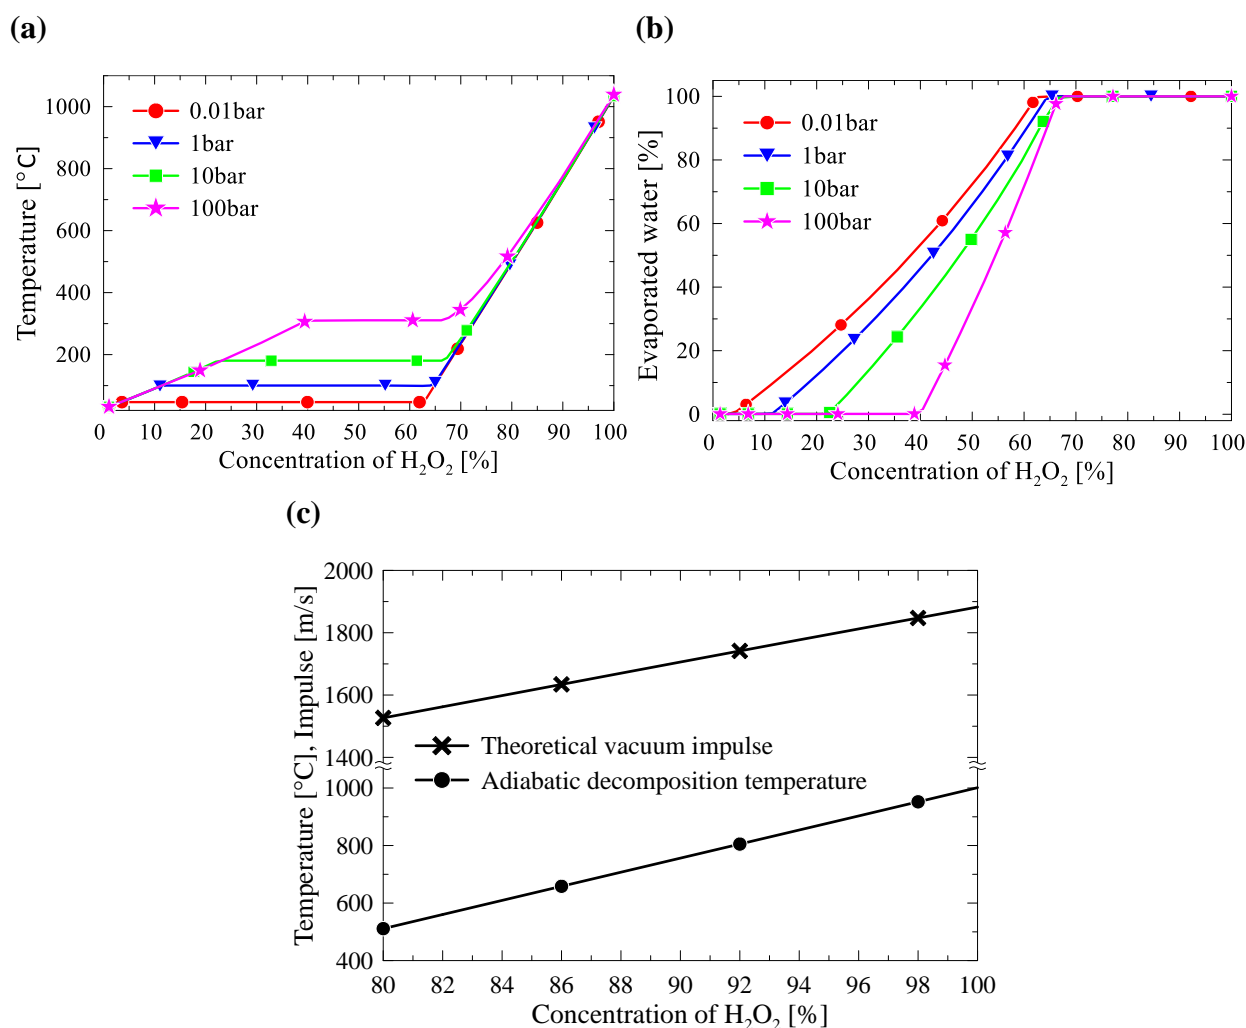 (a)
(b)
Temperature [°C]
1000
800
600
400
200
0.01bar
1bar
10bar
100bar
0 10 20 30 40 50 60 70 80 90 100
Concentration of H₂O₂ [%]
Evaporated water [%]
100
80
60
40
20
0
0.01bar
1bar
10bar
100bar
0 10 20 30 40 50 60 70 80 90 100
Concentration of H₂O₂ [%]
(c)
Temperature [°C], Impulse [m/s]
2000
1800
1600
1400
1000
800
600
400
Theoretical vacuum impulse
Adiabatic decomposition temperature
80 82 84 86 88 90 92 94 96 98 100
Concentration of H₂O₂ [%]